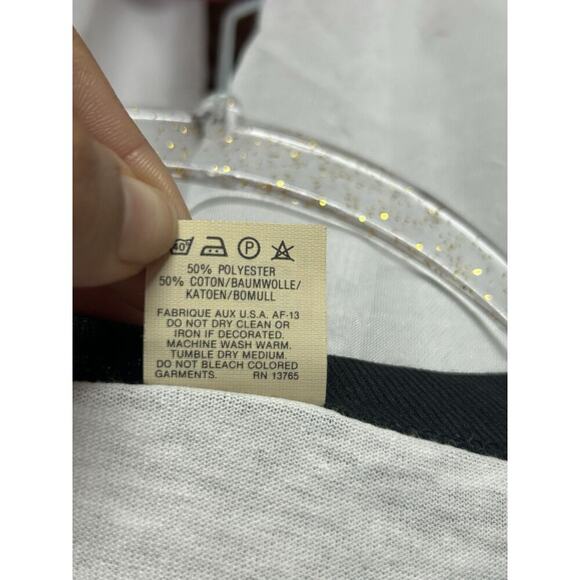 40°
P
50% POLYESTER
50% COTON/BAUMWOLLE/
KATOEN/BOMULL
FABRIQUE AUX U.S.A. AF-13
DO NOT DRY CLEAN OR
IRON IF DECORATED.
MACHINE WASH WARM.
TUMBLE DRY MEDIUM.
DO NOT BLEACH COLORED
GARMENTS. RN 13765